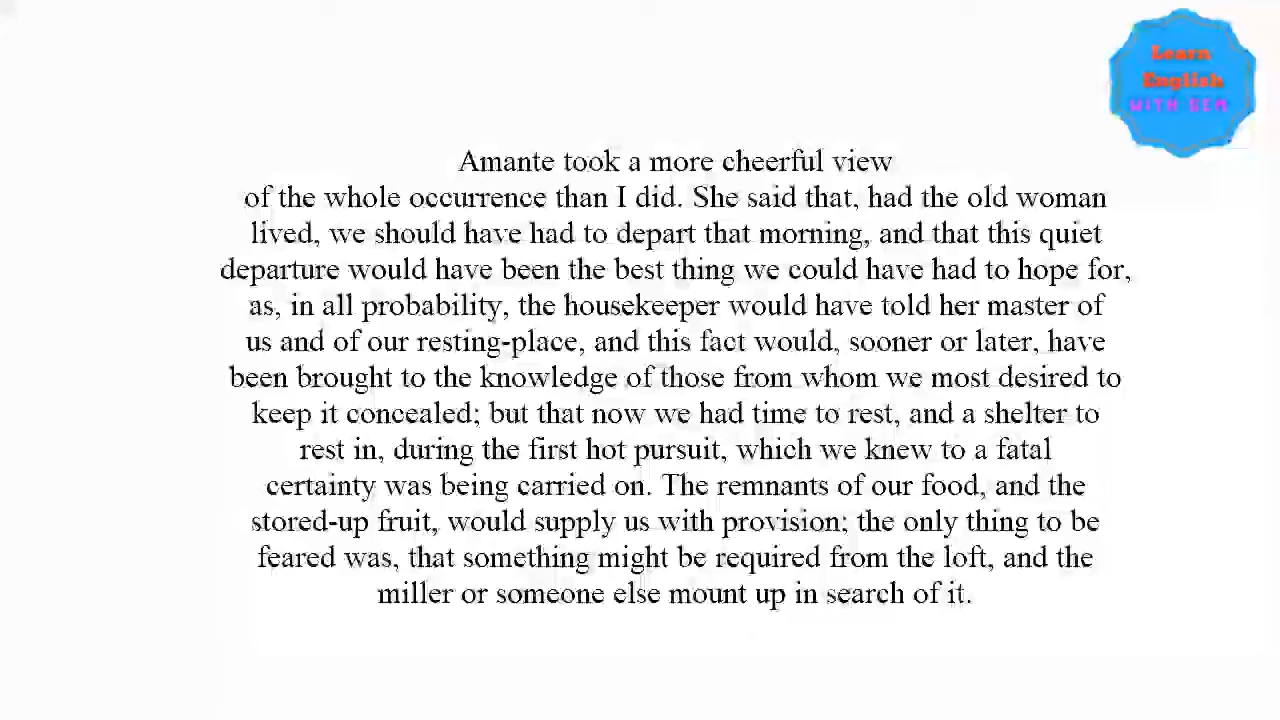 Learn
English
WITH GEM
Amante took a more cheerful view
of the whole occurrence than I did. She said that, had the old woman
lived, we should have had to depart that morning, and that this quiet
departure would have been the best thing we could have had to hope for,
as, in all probability, the housekeeper would have told her master of
us and of our resting-place, and this fact would, sooner or later, have
been brought to the knowledge of those from whom we most desired to
keep it concealed; but that now we had time to rest, and a shelter to
rest in, during the first hot pursuit, which we knew to a fatal
certainty was being carried on. The remnants of our food, and the
stored-up fruit, would supply us with provision; the only thing to be
feared was, that something might be required from the loft, and the
miller or someone else mount up in search of it.